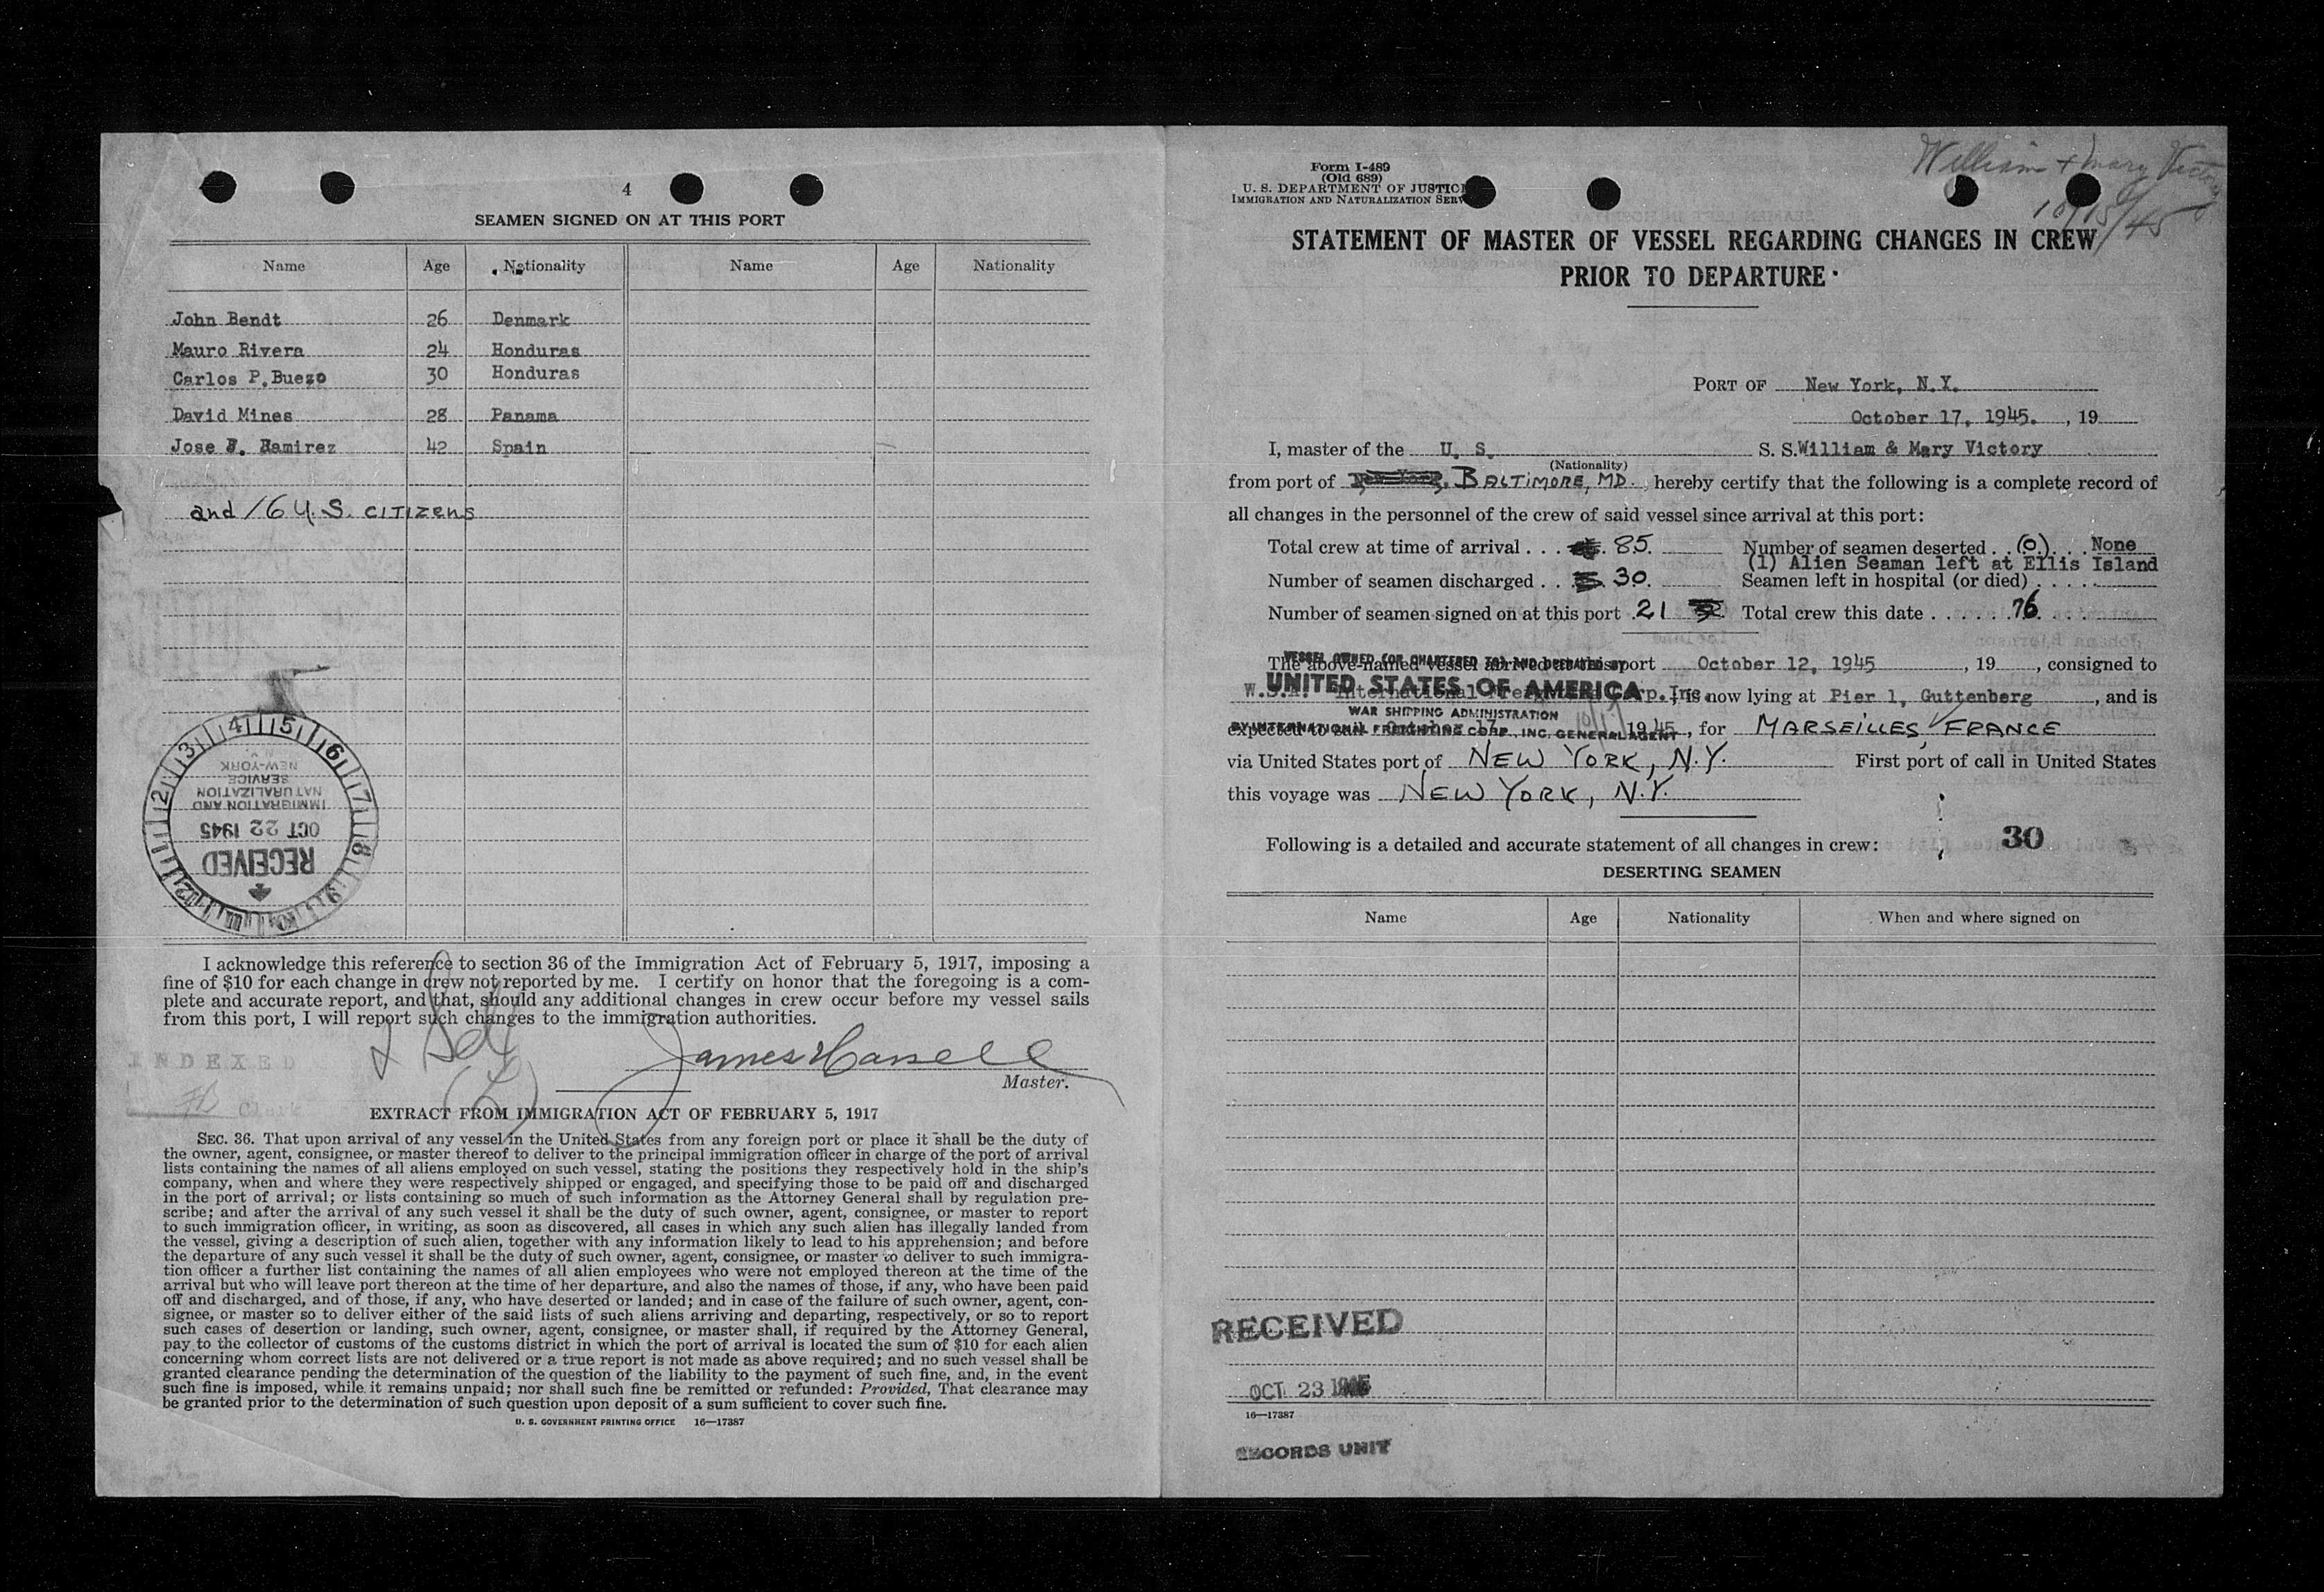 4
SEAMEN SIGNED ON AT THIS PORT
Name Age Nationality Name Age Nationality
John Bendt 26 Denmark
Mauro Rivera 24 Honduras
Carlos P. Buezo 30 Honduras
David Mines 28 Panama
Jose Ramirez 42 Spain
and 16 U.S. CITIZENS
4 5 6 7 8 9 10 11 12 1 2 3
NEW-YORK
SERVICE
NATURALIZATION
IMMIGRATION AND
OCT 22 1945
RECEIVED
I acknowledge this reference to section 36 of the Immigration Act of February 5, 1917, imposing a
fine of $10 for each change in crew not reported by me. I certify on honor that the foregoing is a com-
plete and accurate report, and that, should any additional changes in crew occur before my vessel sails
from this port, I will report such changes to the immigration authorities.
INDEXED
Clerk
James Hassell
Master.
EXTRACT FROM IMMIGRATION ACT OF FEBRUARY 5, 1917
SEC. 36. That upon arrival of any vessel in the United States from any foreign port or place it shall be the duty of
the owner, agent, consignee, or master thereof to deliver to the principal immigration officer in charge of the port of arrival
lists containing the names of all aliens employed on such vessel, stating the positions they respectively hold in the ship's
company, when and where they were respectively shipped or engaged, and specifying those to be paid off and discharged
in the port of arrival; or lists containing so much of such information as the Attorney General shall by regulation pre-
scribe; and after the arrival of any such vessel it shall be the duty of such owner, agent, consignee, or master to report
to such immigration officer, in writing, as soon as discovered, all cases in which any such alien has illegally landed from
the vessel, giving a description of such alien, together with any information likely to lead to his apprehension; and before
the departure of any such vessel it shall be the duty of such owner, agent, consignee, or master to deliver to such immigra-
tion officer a further list containing the names of all alien employees who were not employed thereon at the time of the
arrival but who will leave port thereon at the time of her departure, and also the names of those, if any, who have been paid
off and discharged, and of those, if any, who have deserted or landed; and in case of the failure of such owner, agent, con-
signee, or master so to deliver either of the said lists of such aliens arriving and departing, respectively, or so to report
such cases of desertion or landing, such owner, agent, consignee, or master shall, if required by the Attorney General,
pay to the collector of customs of the customs district in which the port of arrival is located the sum of $10 for each alien
concerning whom correct lists are not delivered or a true report is not made as above required; and no such vessel shall be
granted clearance pending the determination of the question of the liability to the payment of such fine, and, in the event
such fine is imposed, while it remains unpaid; nor shall such fine be remitted or refunded: Provided, That clearance may
be granted prior to the determination of such question upon deposit of a sum sufficient to cover such fine.
U. S. GOVERNMENT PRINTING OFFICE 16—17387
William & Mary Victory
10/15/45
Form I-489
(Old 689)
U. S. DEPARTMENT OF JUSTIC
IMMIGRATION AND NATURALIZATION SERV
STATEMENT OF MASTER OF VESSEL REGARDING CHANGES IN CREW
PRIOR TO DEPARTURE
PORT OF New York, N.Y.
October 17, 1945. , 19
I, master of the U. S. S. S. William & Mary Victory
(Nationality)
from port of BALTIMORE, MD. , hereby certify that the following is a complete record of
all changes in the personnel of the crew of said vessel since arrival at this port:
Total crew at time of arrival . . . 85. Number of seamen deserted . . (0.) . . . None
(1) Alien Seaman left at Ellis Island
Number of seamen discharged . . 30. Seamen left in hospital (or died) . . . . .
Number of seamen signed on at this port . 21 Total crew this date . . . . . . 76
VESSEL OWNED (OR CHARTERED TO) AND OPERATED BY
The above-named vessel arrived at this port October 12, 1945 , 19 , consigned to
UNITED STATES OF AMERICA
W.S.A. International Corp. Inc. , is now lying at Pier 1, Guttenberg , and is
WAR SHIPPING ADMINISTRATION
BY INTERNATIONAL FREIGHTING CORP., INC. GENERAL AGENT
expected to sail October 17 1945 , for MARSEILLES, FRANCE
via United States port of NEW YORK, N.Y. First port of call in United States
this voyage was NEW YORK, N.Y.
Following is a detailed and accurate statement of all changes in crew: 30
DESERTING SEAMEN
Name Age Nationality When and where signed on
RECEIVED
OCT 23 1945
16—17387
RECORDS UNIT